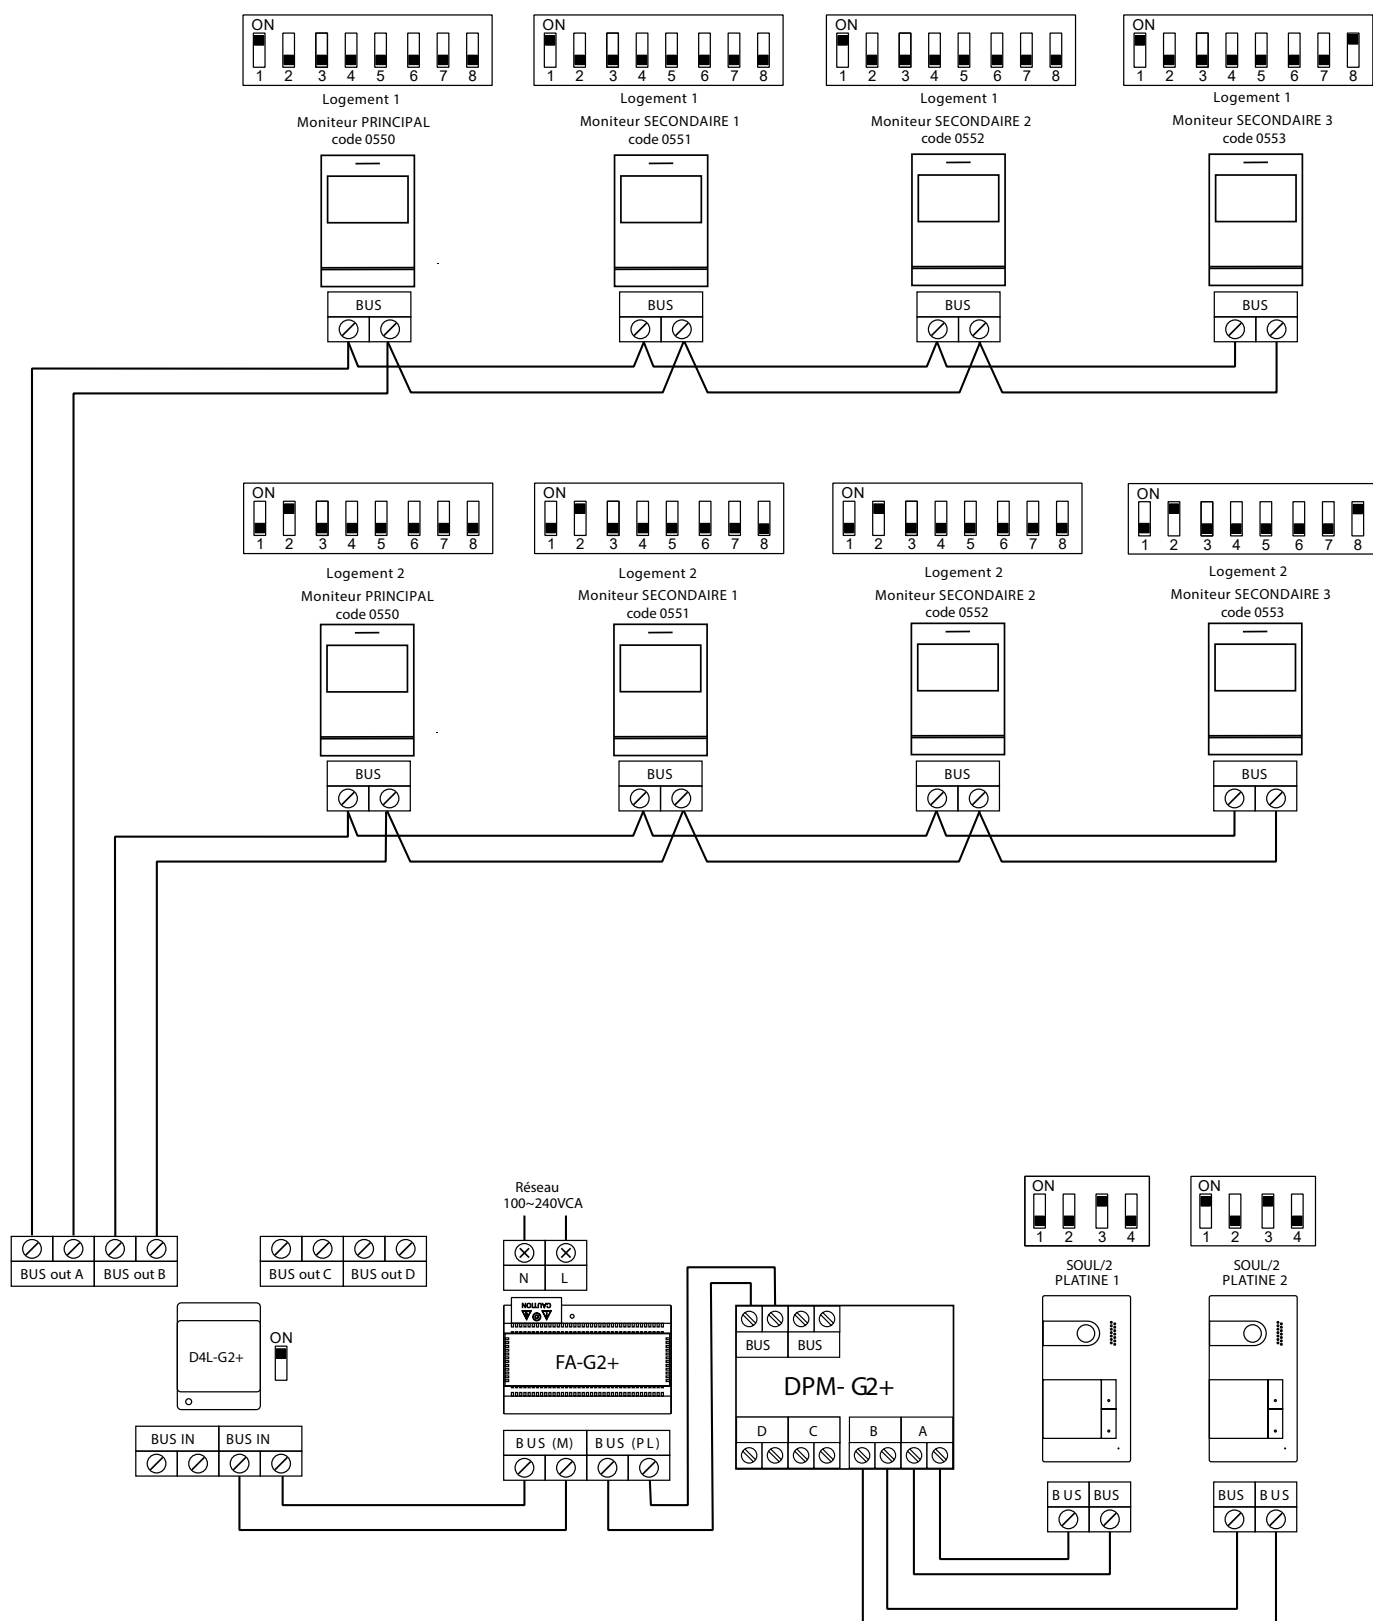 ON ON ON ON
1 2 3 4 5 6 7 8 1 2 3 4 5 6 7 8 1 2 3 4 5 6 7 8 1 2 3 4 5 6 7 8
Logement 1 Logement 1 Logement 1 Logement 1
Moniteur PRINCIPAL Moniteur SECONDAIRE 1 Moniteur SECONDAIRE 2 Moniteur SECONDAIRE 3
code 0550 code 0551 code 0552 code 0553
BUS BUS BUS BUS
ON ON ON ON
1 2 3 4 5 6 7 8 1 2 3 4 5 6 7 8 1 2 3 4 5 6 7 8 1 2 3 4 5 6 7 8
Logement 2 Logement 2 Logement 2 Logement 2
Moniteur PRINCIPAL Moniteur SECONDAIRE 1 Moniteur SECONDAIRE 2 Moniteur SECONDAIRE 3
code 0550 code 0551 code 0552 code 0553
BUS BUS BUS BUS
Réseau
100~240VCA
ON ON
1 2 3 4 1 2 3 4
BUS out A BUS out B BUS out C BUS out D
N L
SOUL/2 SOUL/2
PLATINE 1 PLATINE 2
CAUTION
D4L-G2+
ON
FA-G2+
BUS BUS
DPM- G2+
D C B A
BUS IN BUS IN
BUS (M) BUS (PL)
BUS BUS BUS BUS